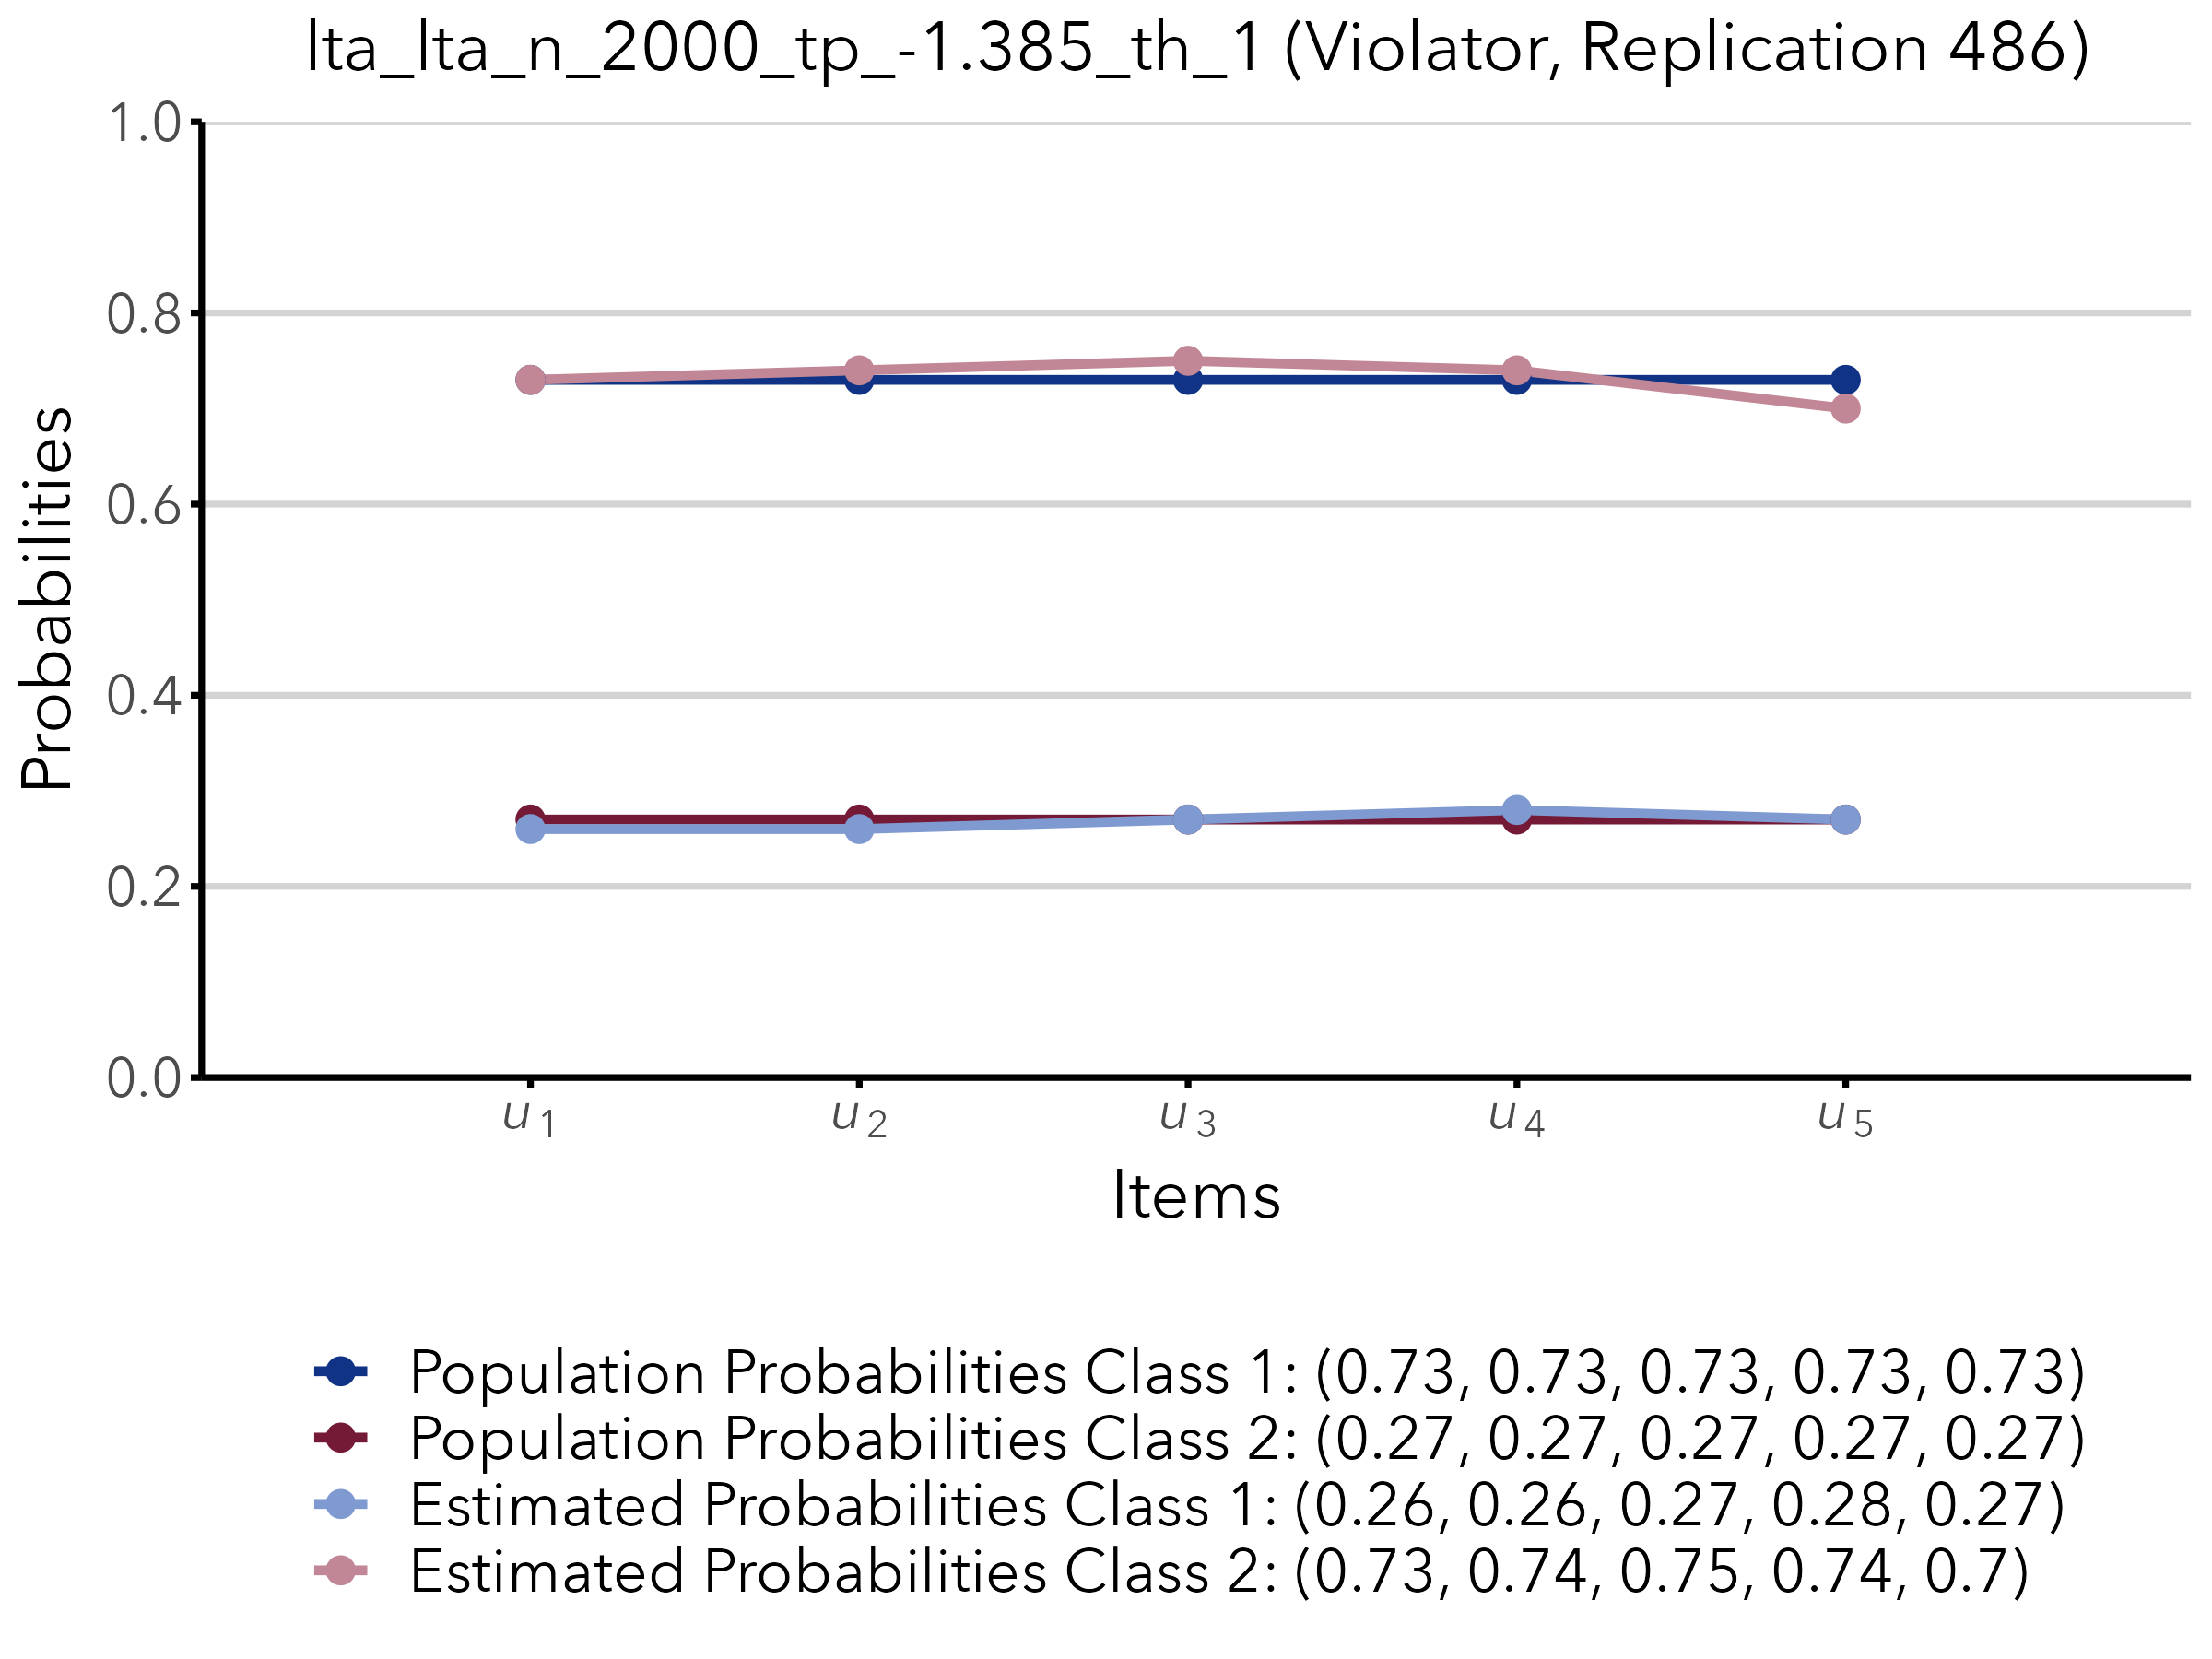 lta_lta_n_2000_tp_-1.385_th_1 (Violator, Replication 486)
1.0
0.8
0.6
0.4
0.2
0.0
Probabilities
u1
u2
u3
u4
u5
Items
Population Probabilities Class 1: (0.73, 0.73, 0.73, 0.73, 0.73)
Population Probabilities Class 2: (0.27, 0.27, 0.27, 0.27, 0.27)
Estimated Probabilities Class 1: (0.26, 0.26, 0.27, 0.28, 0.27)
Estimated Probabilities Class 2: (0.73, 0.74, 0.75, 0.74, 0.7)